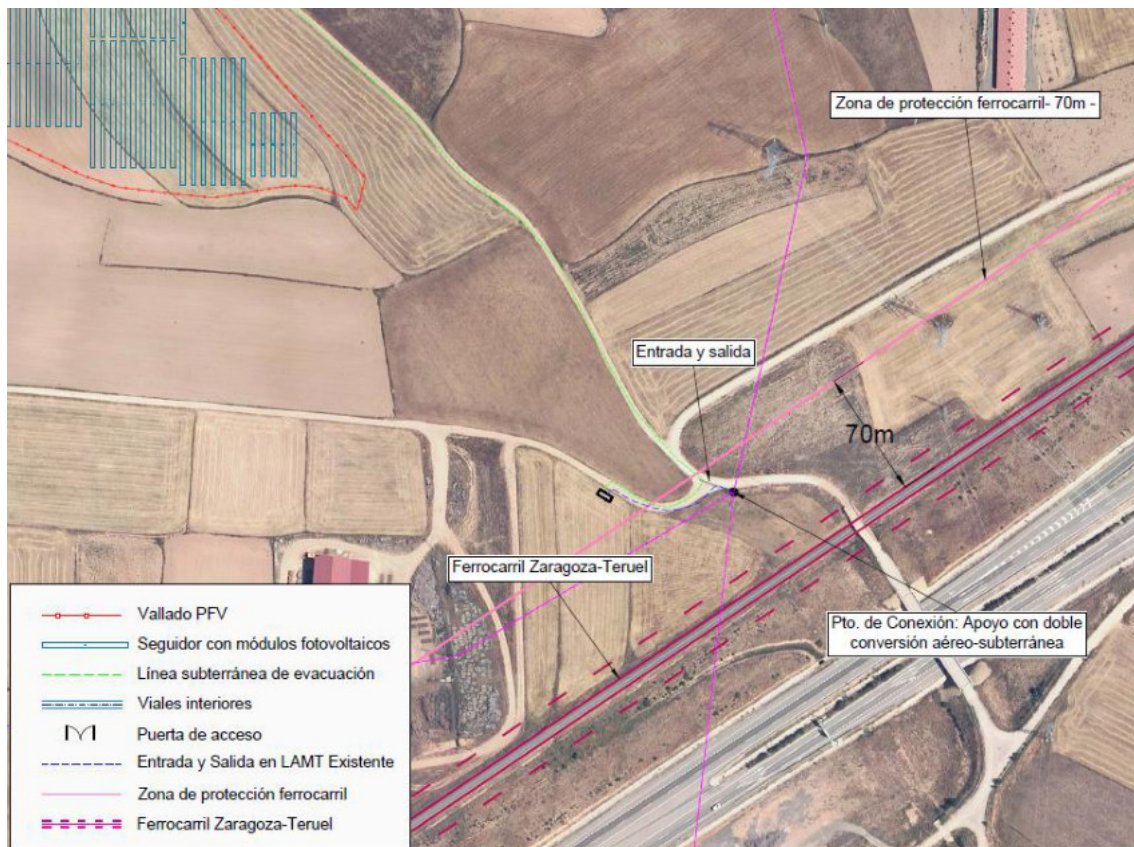 Zona de protección ferrocarril- 70m -
Entrada y salida
70m
Ferrocarril Zaragoza-Teruel
Pto. de Conexión: Apoyo con doble
conversión aéreo-subterránea
Vallado PFV
Seguidor con módulos fotovoltaicos
Línea subterránea de evacuación
Viales interiores
Puerta de acceso
Entrada y Salida en LAMT Existente
Zona de protección ferrocarril
Ferrocarril Zaragoza-Teruel